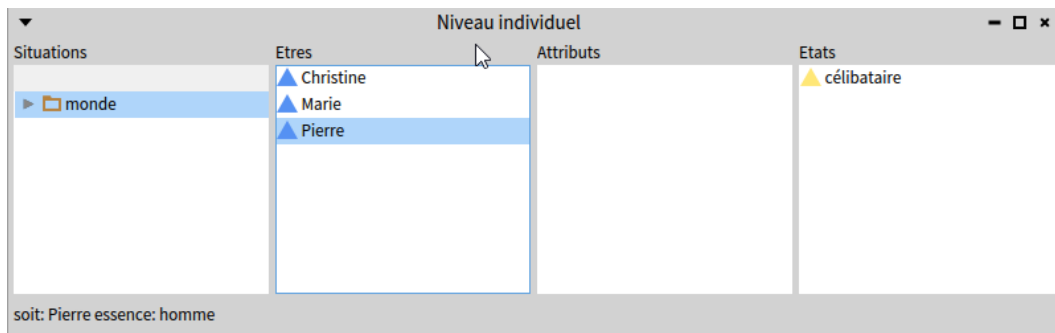 Niveau individuel
Situations Etres Attributs Etats
Christine célibataire
monde Marie
Pierre
soit: Pierre essence: homme